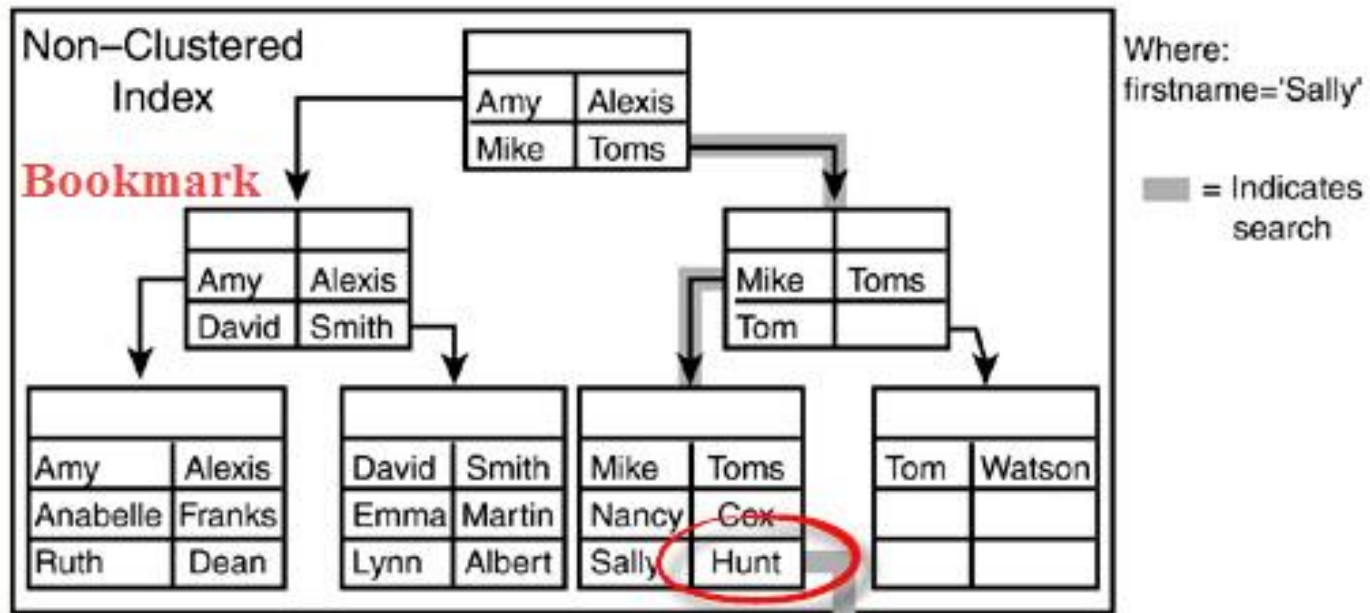 Non–Clustered
Index
Bookmark
Amy Alexis
Mike Toms
Where:
firstname='Sally'
= Indicates
search
Amy Alexis
David Smith
Mike Toms
Tom
Amy Alexis
Anabelle Franks
Ruth Dean
David Smith
Emma Martin
Lynn Albert
Mike Toms
Nancy Cox
Sally Hunt
Tom Watson